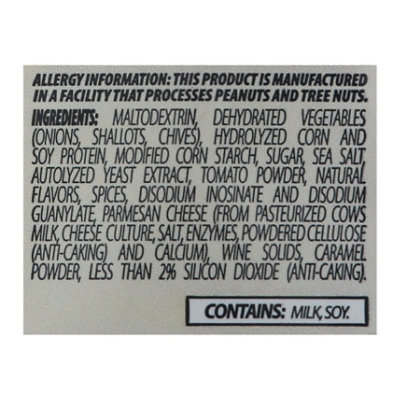 ALLERGY INFORMATION: THIS PRODUCT IS MANUFACTURED
IN A FACILITY THAT PROCESSES PEANUTS AND TREE NUTS.
INGREDIENTS: MALTODEXTRIN, DEHYDRATED VEGETABLES
(ONIONS, SHALLOTS, CHIVES), HYDROLYZED CORN AND
SOY PROTEIN, MODIFIED CORN STARCH, SUGAR, SEA SALT,
AUTOLYZED YEAST EXTRACT, TOMATO POWDER, NATURAL
FLAVORS, SPICES, DISODIUM INOSINATE AND DISODIUM
GUANYLATE, PARMESAN CHEESE (FROM PASTEURIZED COWS
MILK, CHEESE CULTURE, SALT, ENZYMES, POWDERED CELLULOSE
(ANTI-CAKING) AND CALCIUM), WINE SOLIDS, CARAMEL
POWDER, LESS THAN 2% SILICON DIOXIDE (ANTI-CAKING).
CONTAINS: MILK, SOY.